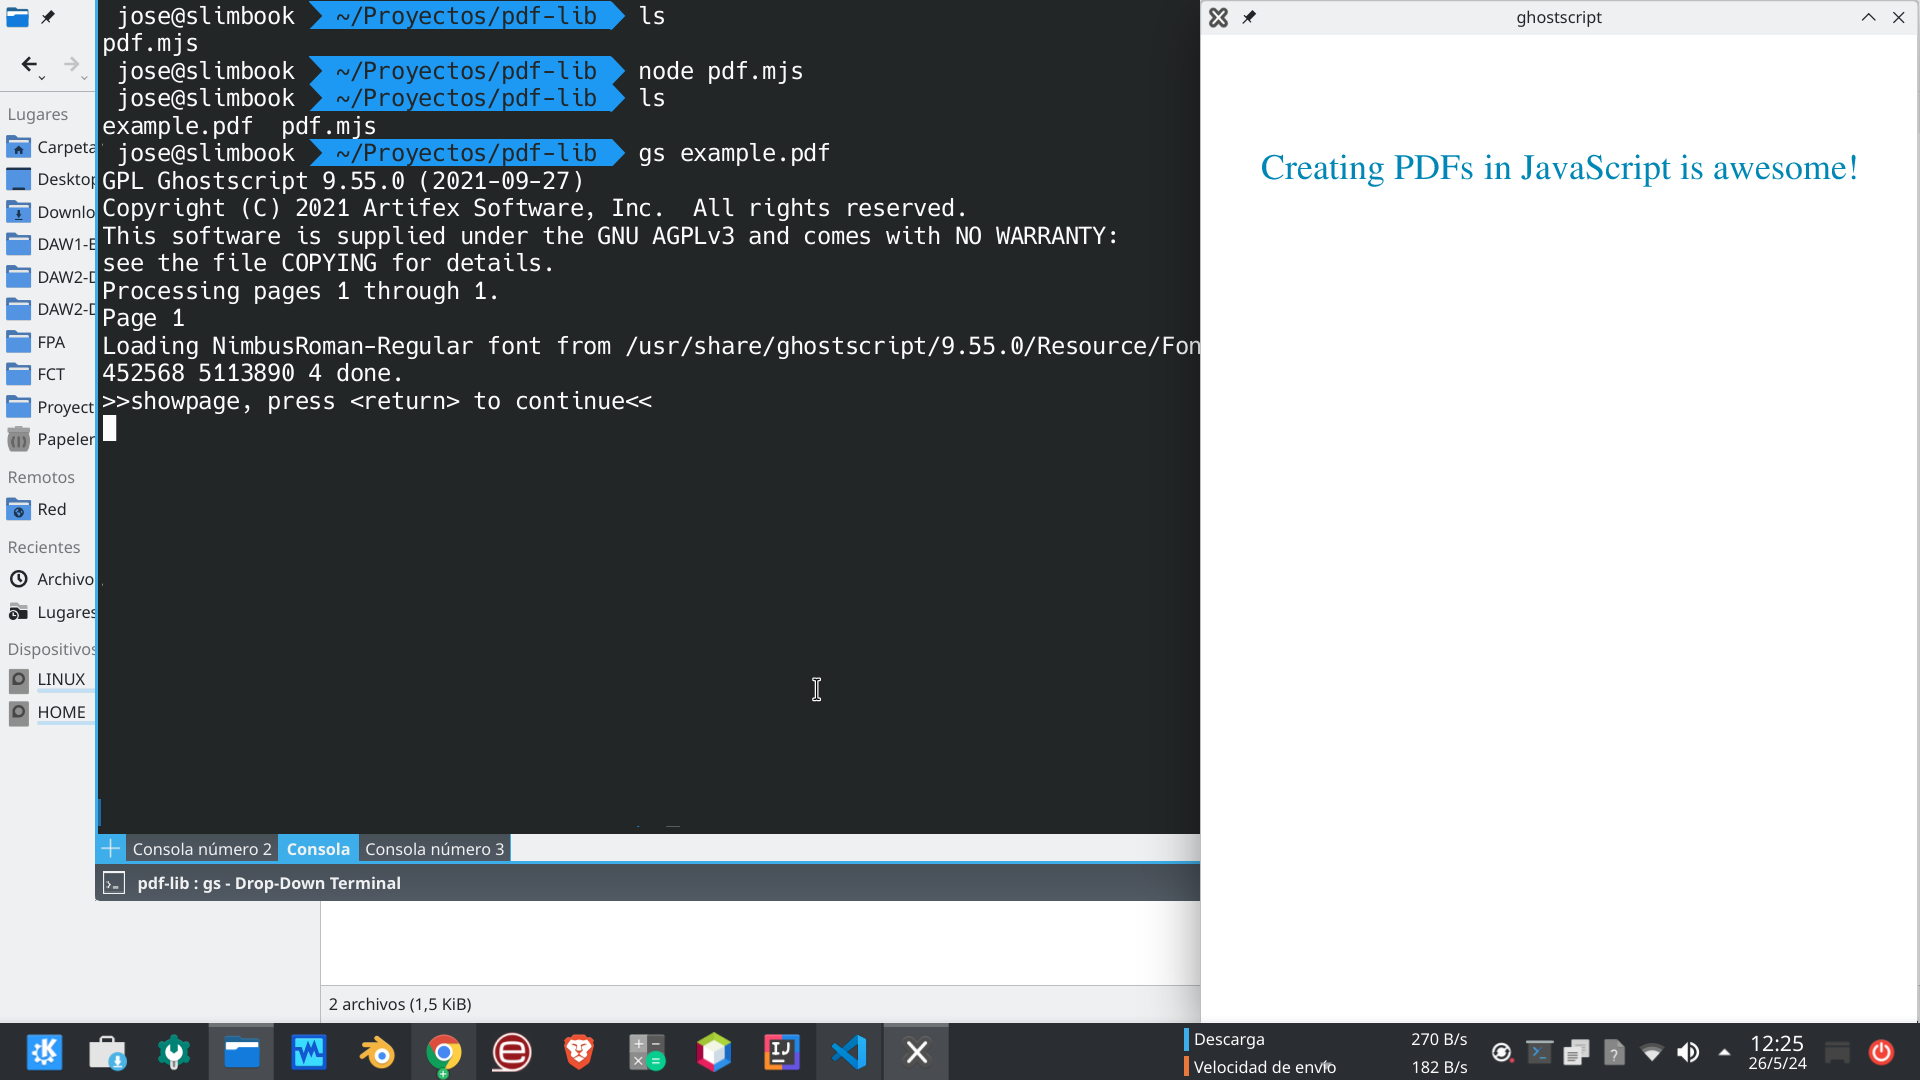 Lugares
Carpeta
Desktop
Downlo
DAW1-E
DAW2-D
DAW2-D
FPA
FCT
Proyect
Papeler
Remotos
Red
Recientes
Archivo
Lugares
Dispositivos
LINUX
HOME
jose@slimbook ~/Proyectos/pdf-lib ls
pdf.mjs
jose@slimbook ~/Proyectos/pdf-lib node pdf.mjs
jose@slimbook ~/Proyectos/pdf-lib ls
example.pdf  pdf.mjs
jose@slimbook ~/Proyectos/pdf-lib gs example.pdf
GPL Ghostscript 9.55.0 (2021-09-27)
Copyright (C) 2021 Artifex Software, Inc.  All rights reserved.
This software is supplied under the GNU AGPLv3 and comes with NO WARRANTY:
see the file COPYING for details.
Processing pages 1 through 1.
Page 1
Loading NimbusRoman-Regular font from /usr/share/ghostscript/9.55.0/Resource/Fon
452568 5113890 4 done.
>>showpage, press <return> to continue<<
Consola número 2 Consola Consola número 3
pdf-lib : gs - Drop-Down Terminal
2 archivos (1,5 KiB)
ghostscript
Creating PDFs in JavaScript is awesome!
Descarga 270 B/s
Velocidad de envío 182 B/s
12:25
26/5/24